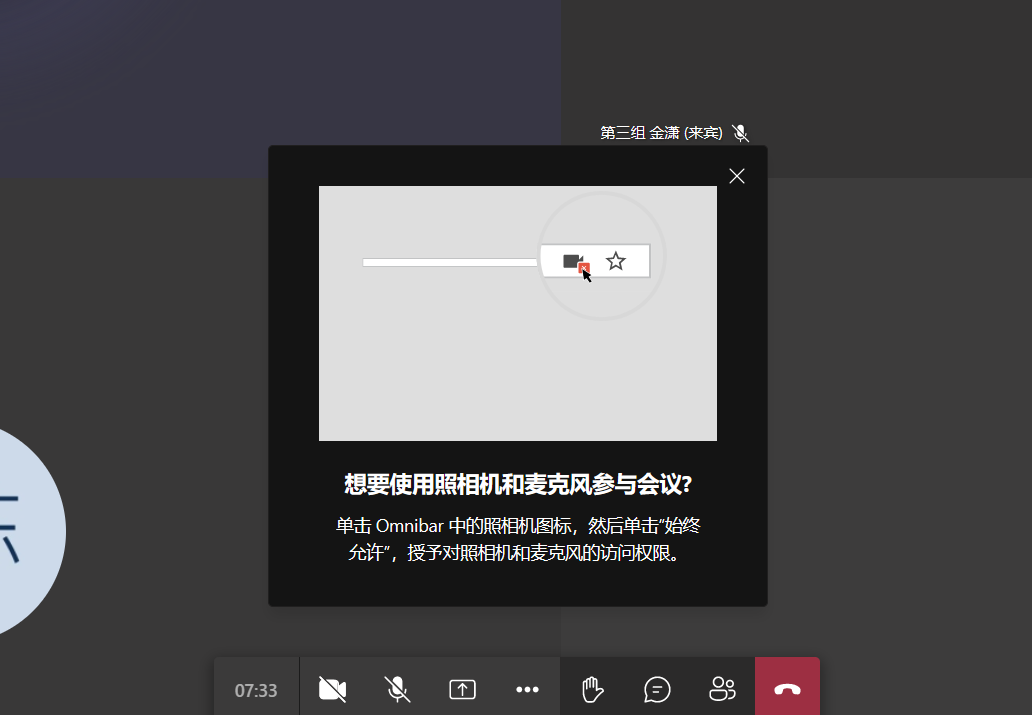 第三组 金潇 (来宾)
想要使用照相机和麦克风参与会议?
单击 Omnibar 中的照相机图标，然后单击“始终
允许”，授予对照相机和麦克风的访问权限。
07:33